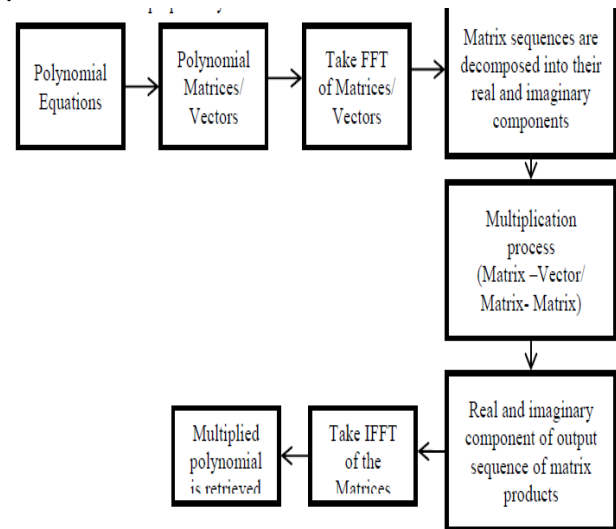 Polynomial
Equations
Polynomial
Matrices/
Vectors
Take FFT
of Matrices/
Vectors
Matrix sequences are
decomposed into their
real and imaginary
components
Multiplication
process
(Matrix –Vector/
Matrix- Matrix)
Real and imaginary
component of output
sequence of matrix
products
Take IFFT
of the
Matrices
Multiplied
polynomial
is retrieved